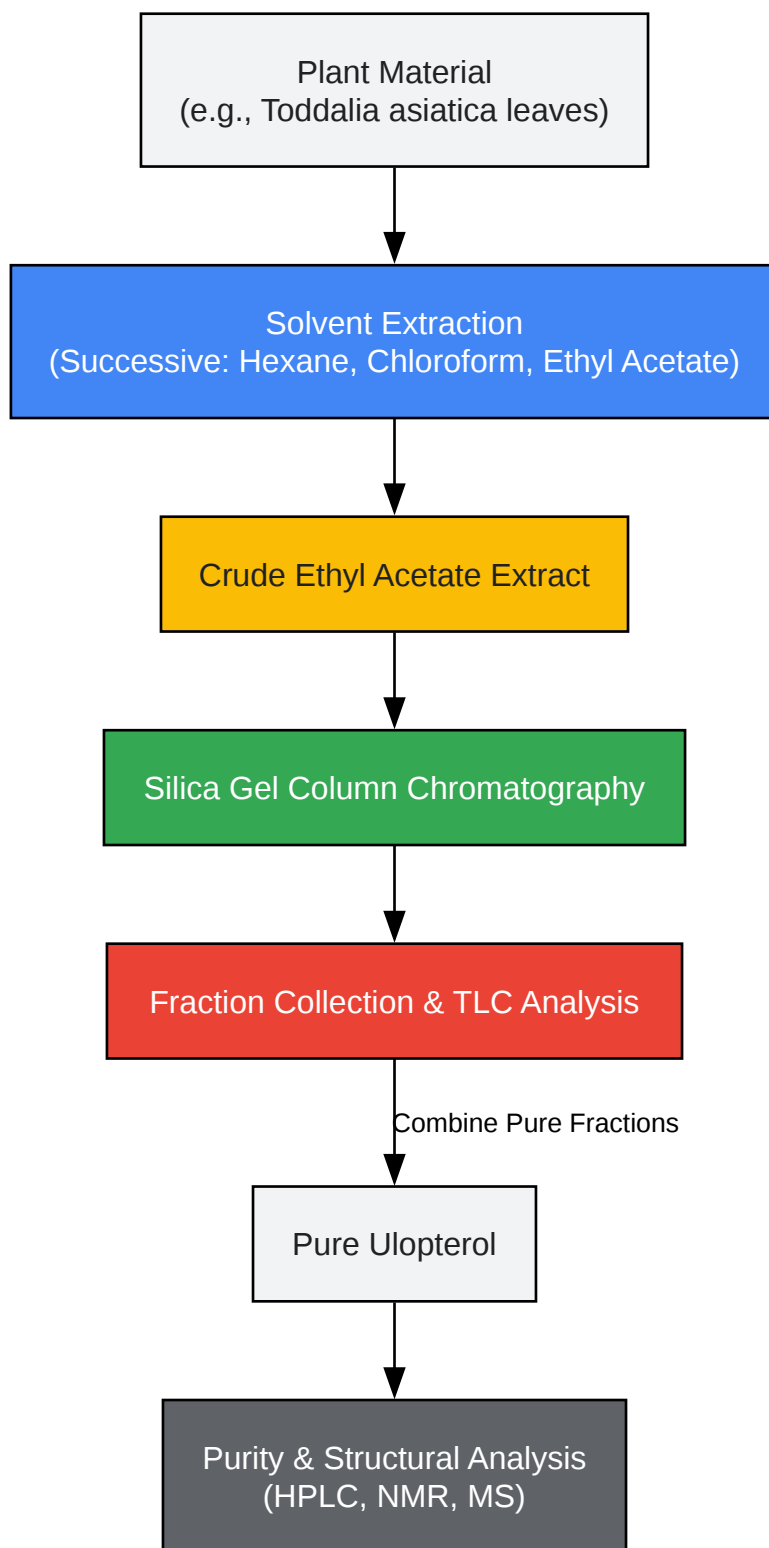 Plant Material
(e.g., Toddalia asiatica leaves)
Solvent Extraction
(Successive: Hexane, Chloroform, Ethyl Acetate)
Crude Ethyl Acetate Extract
Silica Gel Column Chromatography
Fraction Collection & TLC Analysis
Combine Pure Fractions
Pure Ulopterol
Purity & Structural Analysis
(HPLC, NMR, MS)